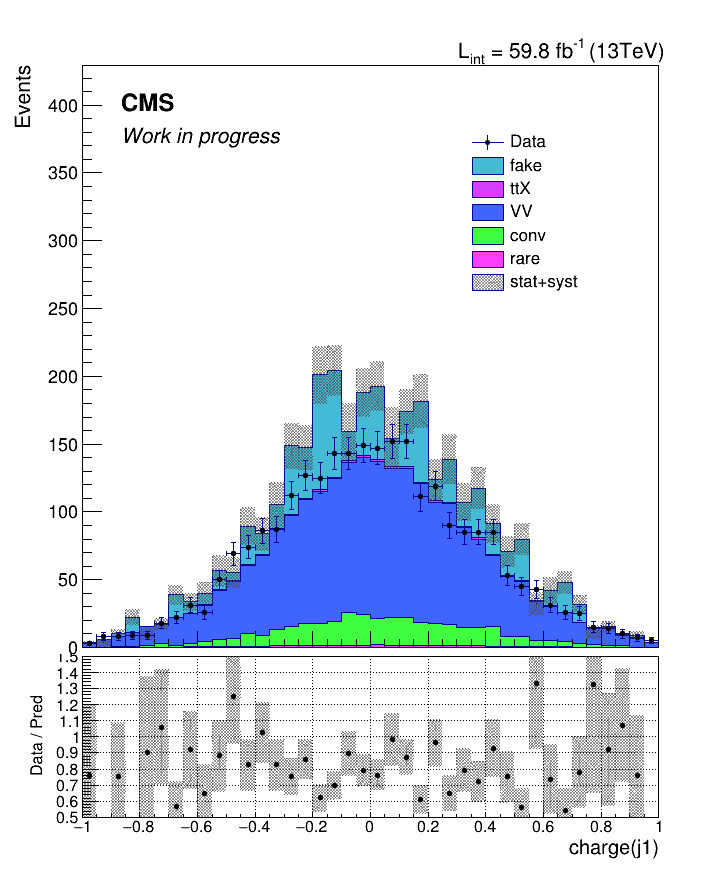 L_int = 59.8 fb^-1 (13TeV)
Events
CMS
Work in progress
Data
fake
ttX
VV
conv
rare
stat+syst
400
350
300
250
200
150
100
50
0
Data / Pred
1.5
1.4
1.3
1.2
1.1
1
0.9
0.8
0.7
0.6
0.5
−1 −0.8 −0.6 −0.4 −0.2 0 0.2 0.4 0.6 0.8 1
charge(j1)